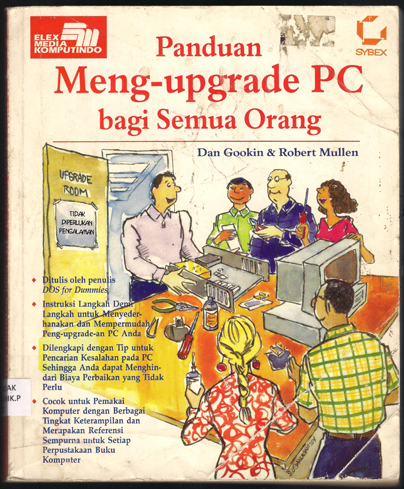 ELEX
MEDIA
KOMPUTINDO
SYBEX
Panduan
Meng-upgrade PC
bagi Semua Orang
Dan Gookin & Robert Mullen
UPGRADE
ROOM
TIDAK
DIPERLUKAN
PENGALAMAN
Ditulis oleh penulis
DOS for Dummies
Instruksi Langkah Demi
Langkah untuk Menyeder-
hanakan dan Mempermudah
Peng-upgrade-an PC Anda
Dilengkapi dengan Tip untuk
Pencarian Kesalahan pada PC
Sehingga Anda dapat Menghin-
dari Biaya Perbaikan yang Tidak
Perlu
Cocok untuk Pemakai
Komputer dengan Berbagai
Tingkat Keterampilan dan
Merapakan Referensi
Sempurna untuk Setiap
Perpustakaan Buku
Komputer